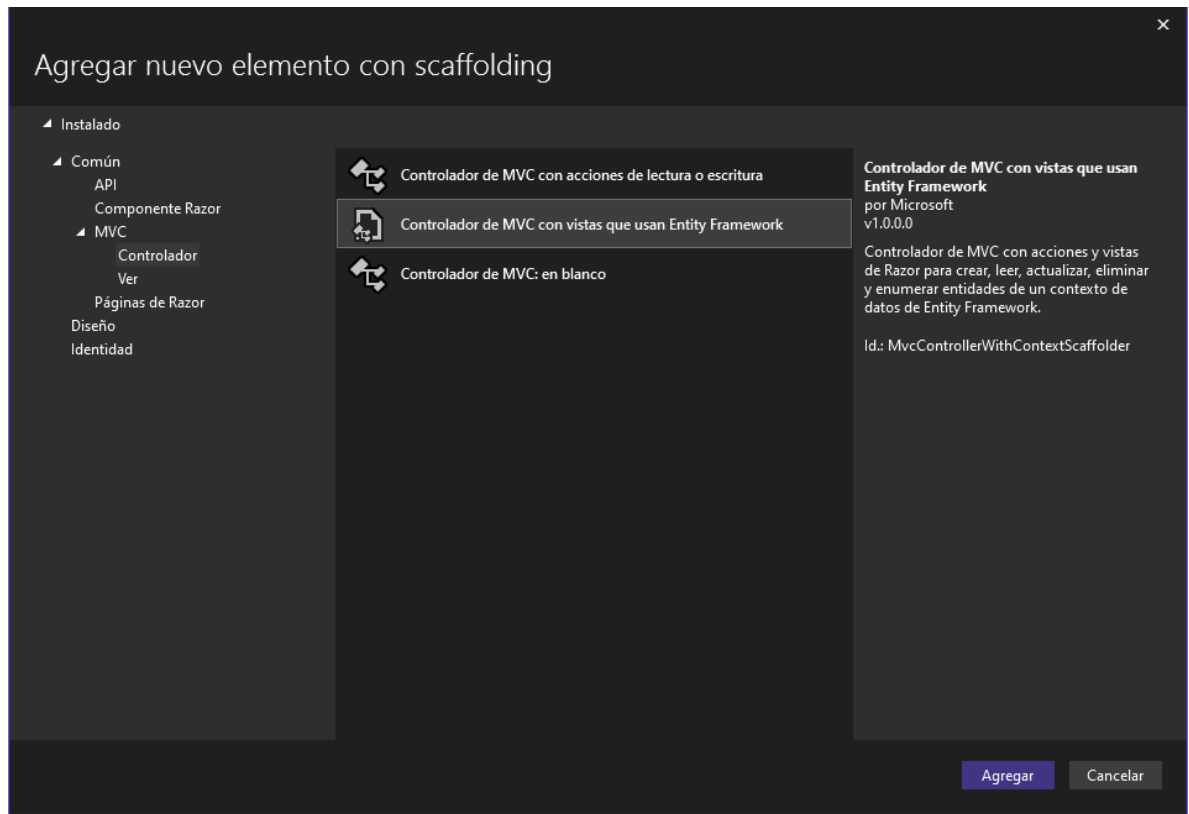 Agregar nuevo elemento con scaffolding
Instalado
Común
API
Componente Razor
MVC
Controlador
Ver
Páginas de Razor
Diseño
Identidad
Controlador de MVC con acciones de lectura o escritura
Controlador de MVC con vistas que usan Entity Framework
Controlador de MVC: en blanco
Controlador de MVC con vistas que usan
Entity Framework
por Microsoft
v1.0.0.0
Controlador de MVC con acciones y vistas
de Razor para crear, leer, actualizar, eliminar
y enumerar entidades de un contexto de
datos de Entity Framework.
Id.: MvcControllerWithContextScaffolder
Agregar
Cancelar